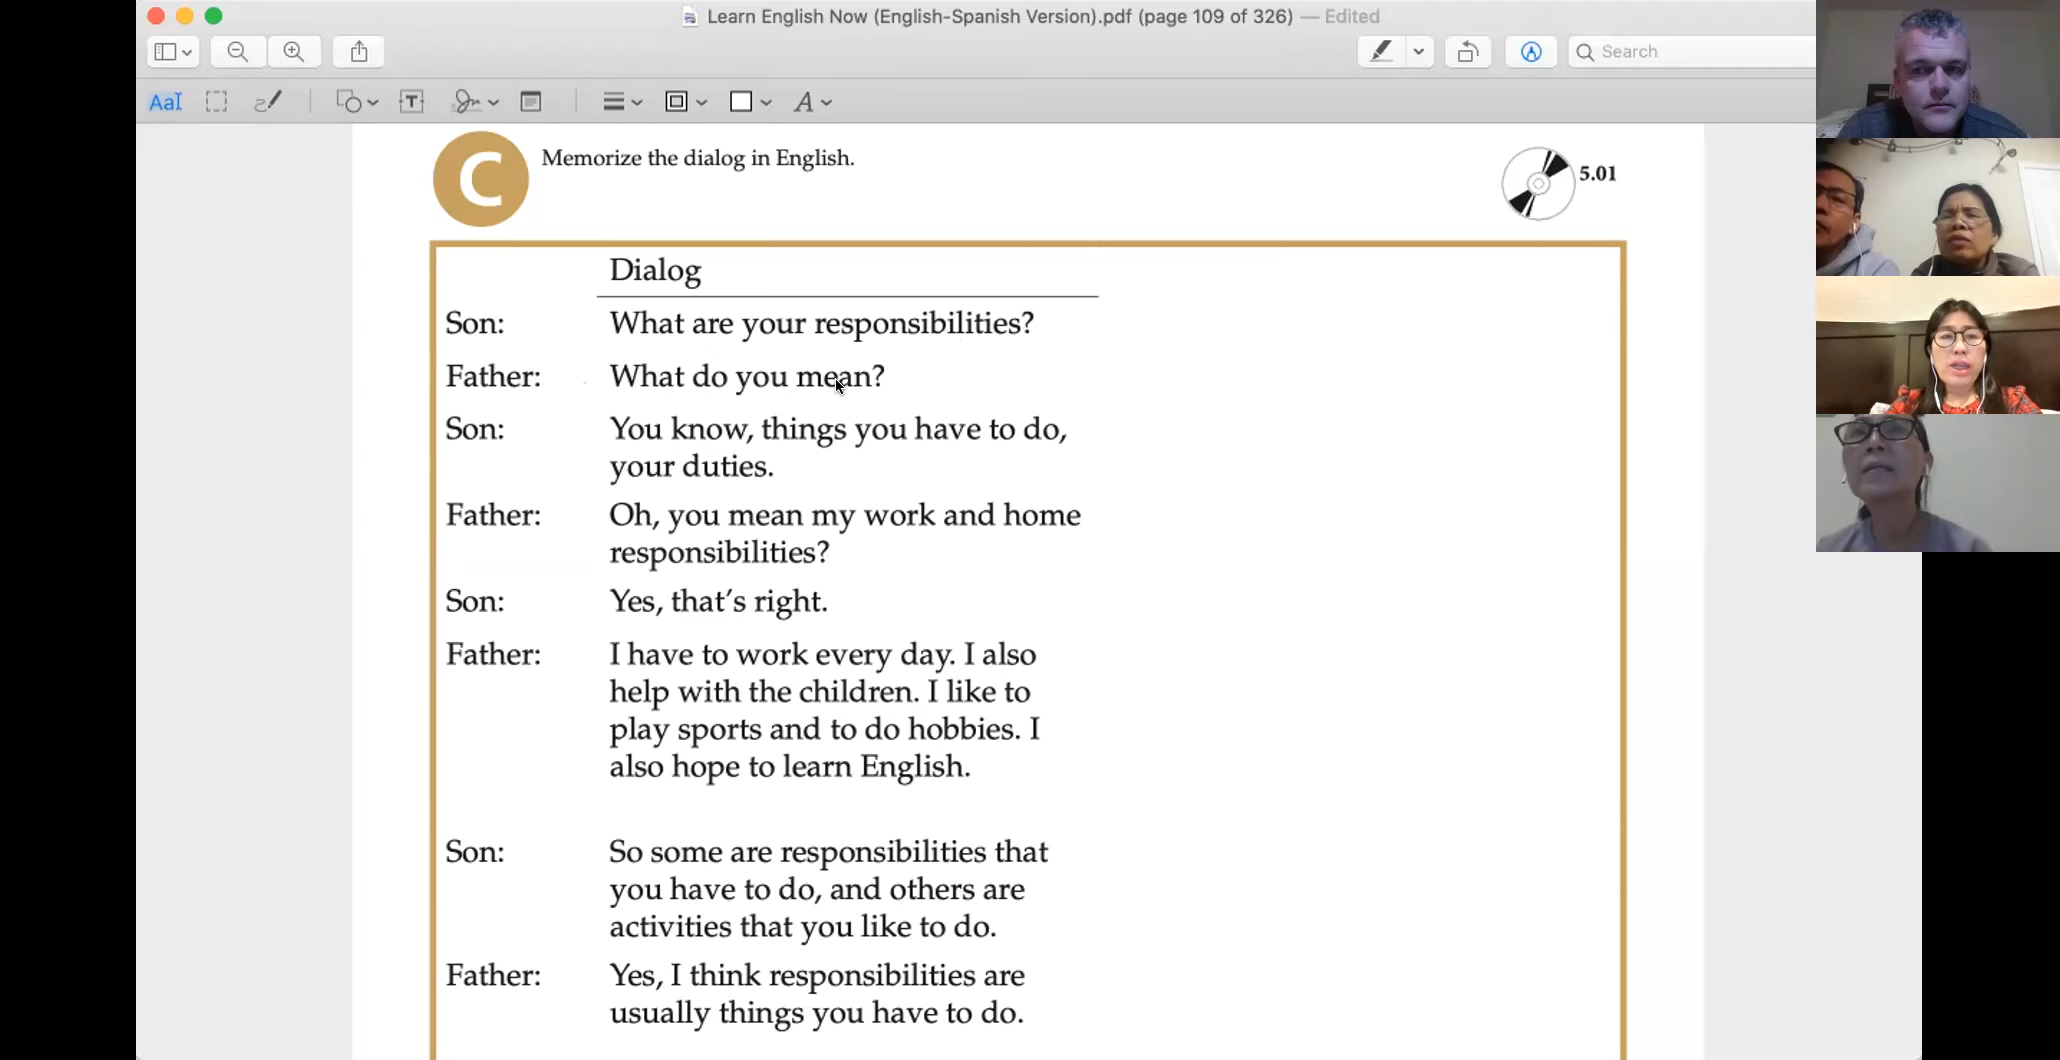 Learn English Now (English-Spanish Version).pdf (page 109 of 326) — Edited
Search
AaI
T
A
C
Memorize the dialog in English.
5.01
Dialog
Son: What are your responsibilities?
Father: What do you mean?
Son: You know, things you have to do,
your duties.
Father: Oh, you mean my work and home
responsibilities?
Son: Yes, that's right.
Father: I have to work every day. I also
help with the children. I like to
play sports and to do hobbies. I
also hope to learn English.
Son: So some are responsibilities that
you have to do, and others are
activities that you like to do.
Father: Yes, I think responsibilities are
usually things you have to do.